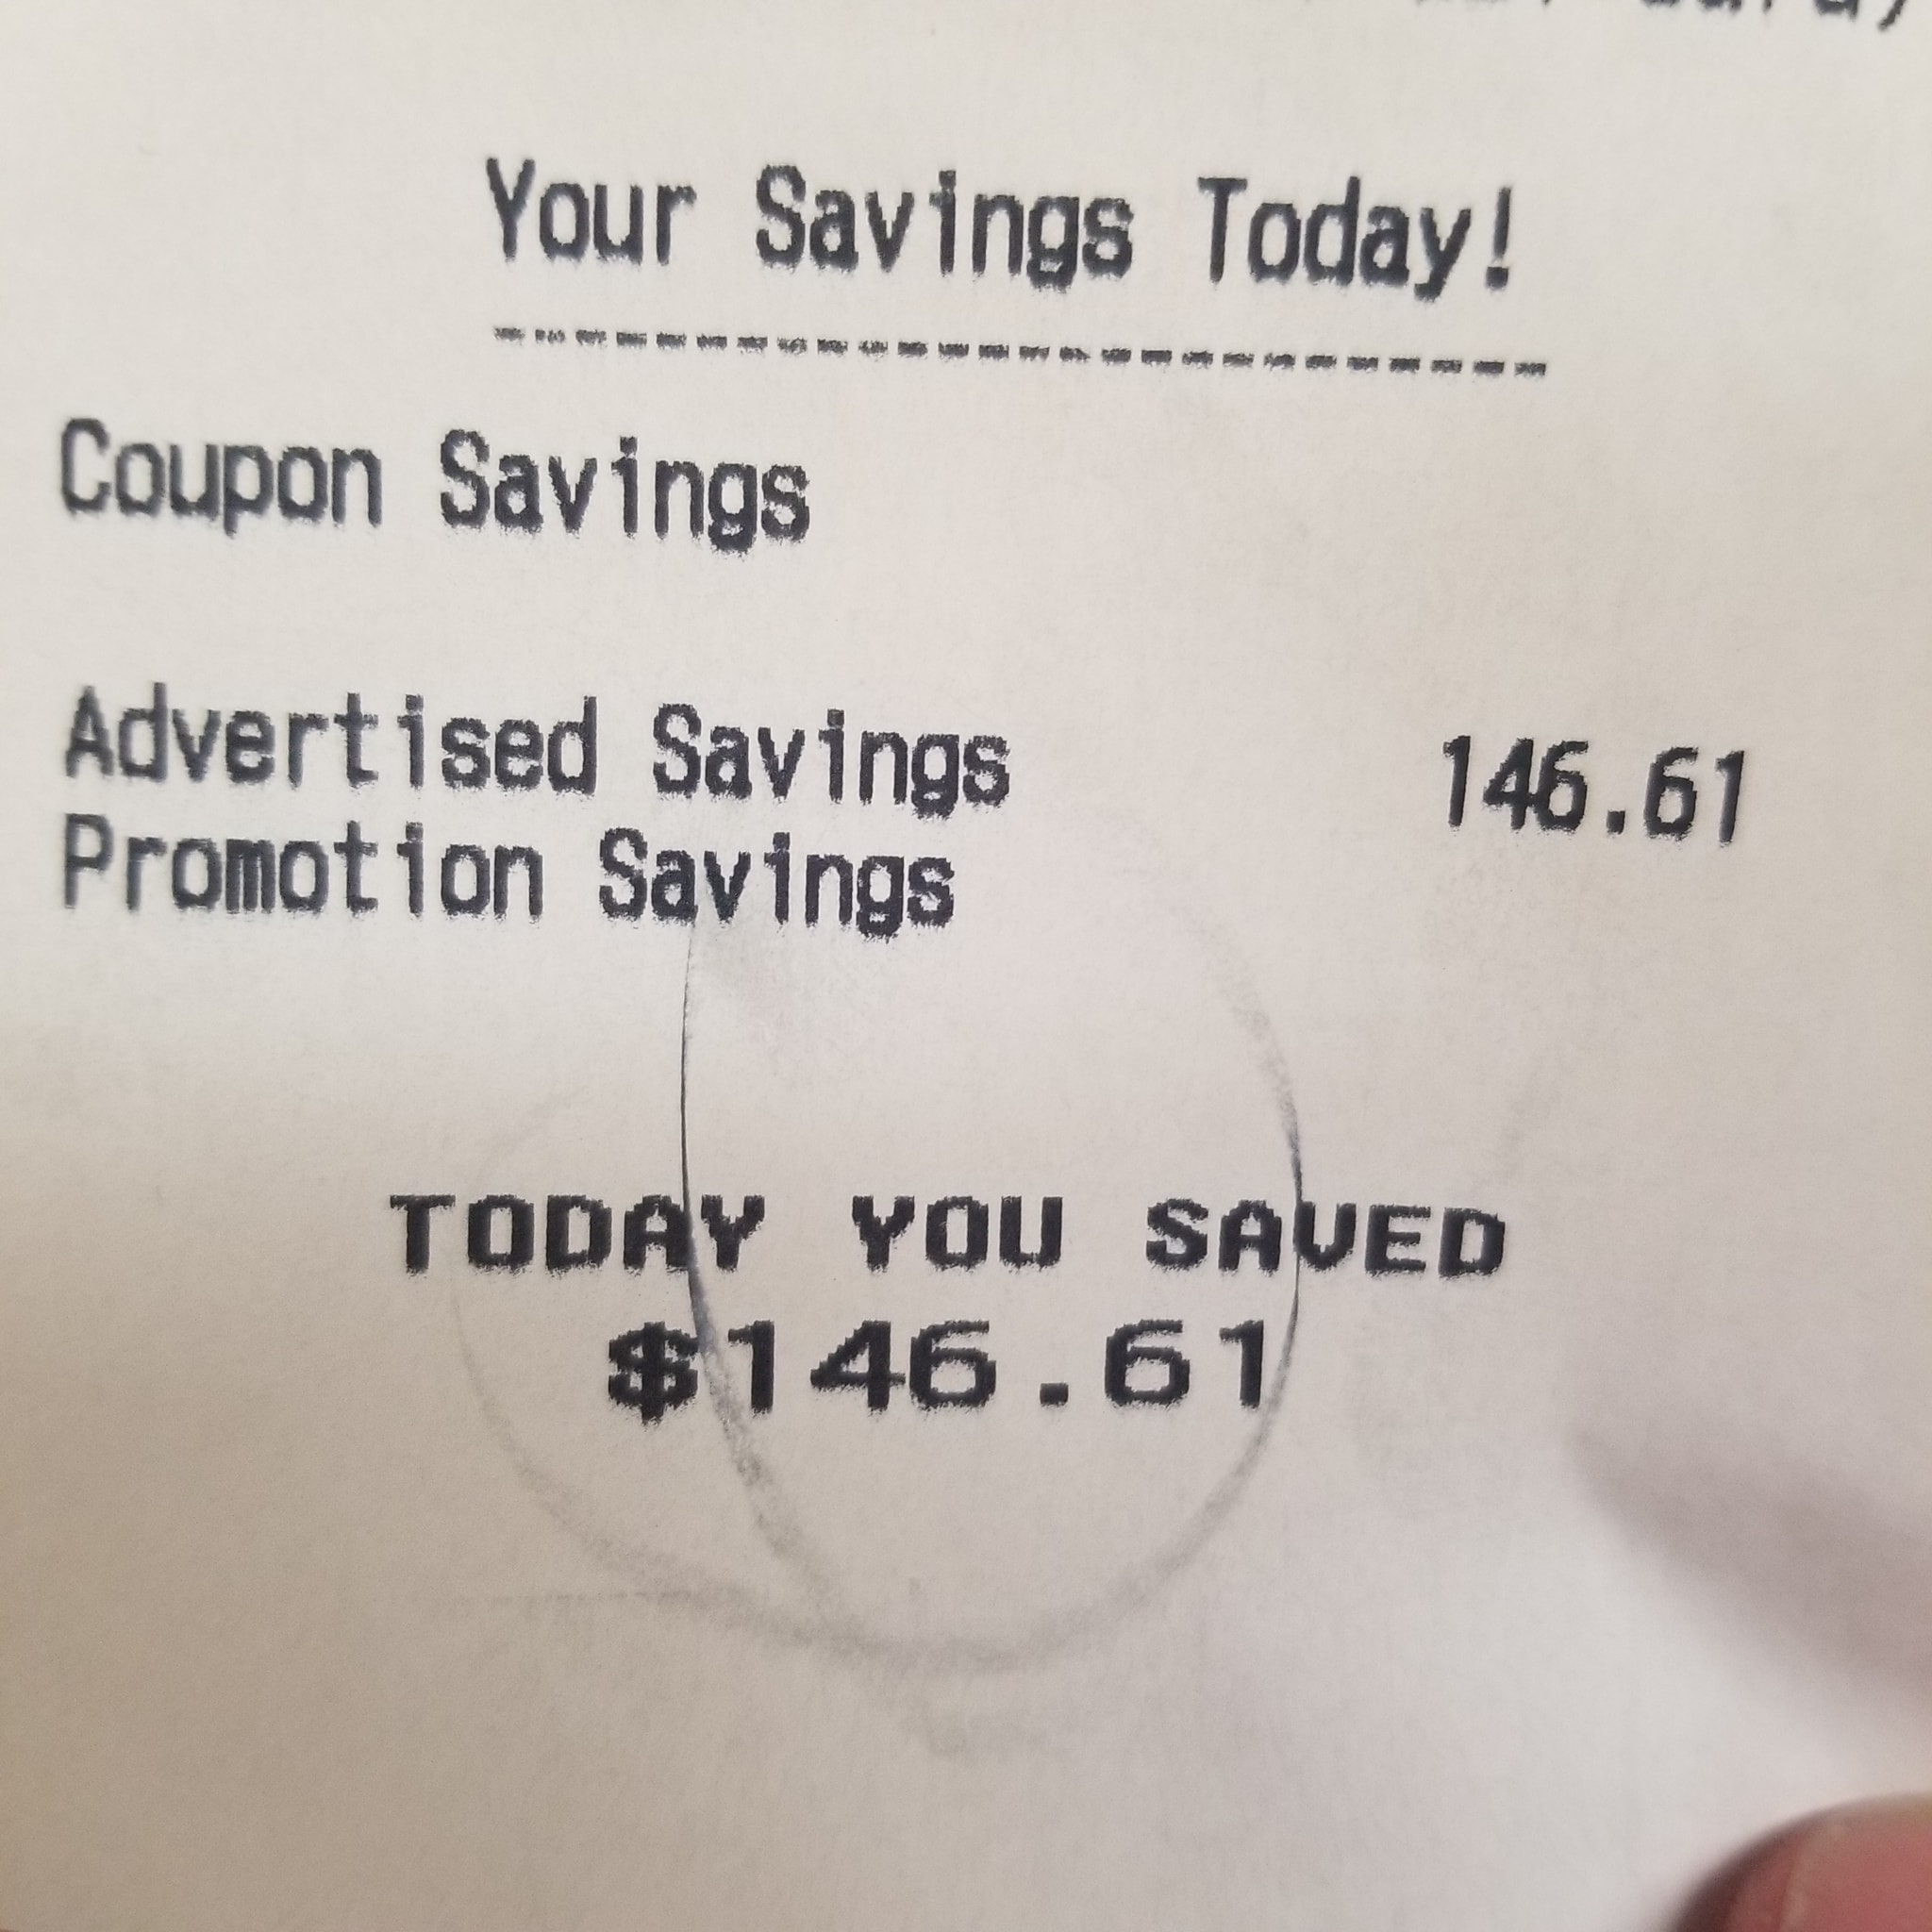 Your Savings Today!
--------------------------
Coupon Savings
Advertised Savings 146.61
Promotion Savings
TODAY YOU SAVED
$146.61